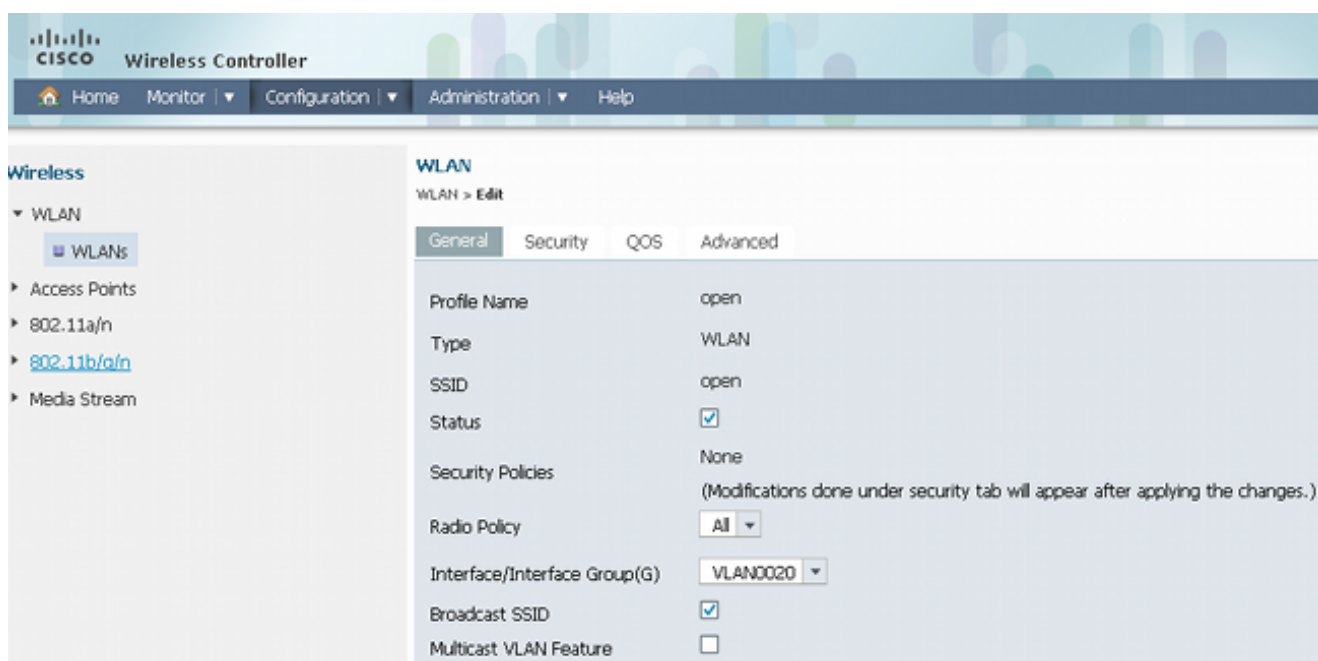 CISCO Wireless Controller
Home Monitor Configuration Administration Help
Wireless
WLAN
WLANs
Access Points
802.11a/n
802.11b/g/n
Media Stream
WLAN
WLAN > Edit
General Security QOS Advanced
Profile Name open
Type WLAN
SSID open
Status
Security Policies None
(Modifications done under security tab will appear after applying the changes.)
Radio Policy All
Interface/Interface Group(G) VLAN0020
Broadcast SSID
Multicast VLAN Feature